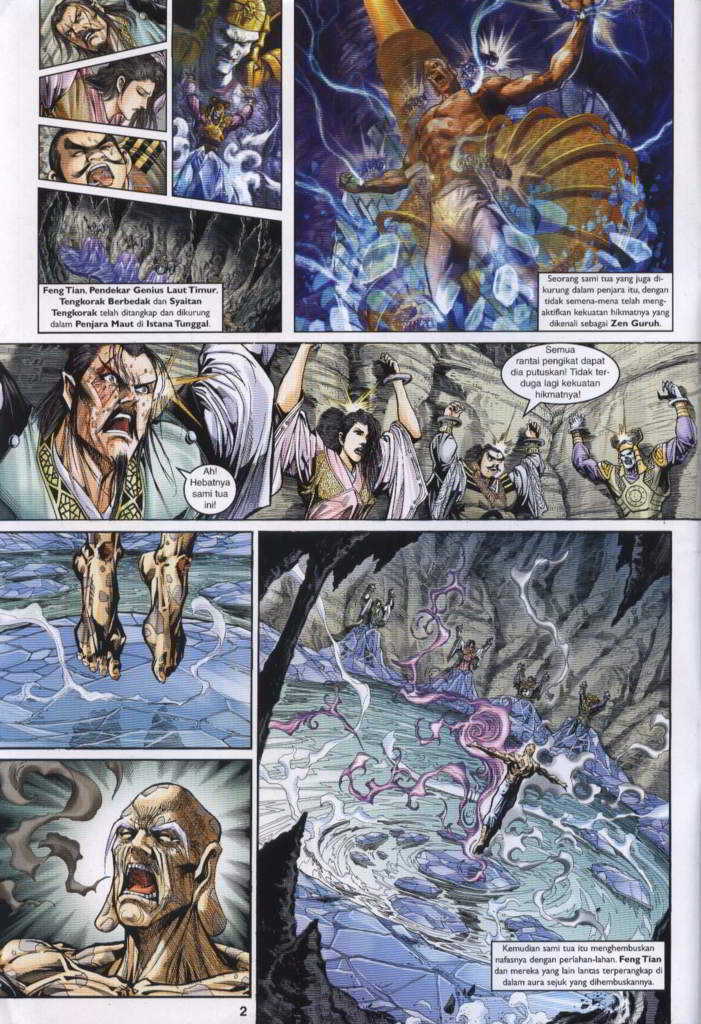 Feng Tian, Pendekar Genius Laut Timur,
Tengkorak Berbedak dan Syaitan
Tengkorak telah ditangkap dan dikurung
dalam Penjara Maut di Istana Tunggal.
Seorang sami tua yang juga di-
kurung dalam penjara itu, dengan
tidak semena-mena telah meng-
aktifkan kekuatan hikmatnya yang
dikenali sebagai Zen Guruh.
Ah!
Hebatnya
sami tua
ini!
Semua
rantai pengikat dapat
dia putuskan! Tidak ter-
duga lagi kekuatan
hikmatnya!
Kemudian sami tua itu menghembuskan
nafasnya dengan perlahan-lahan. Feng Tian
dan mereka yang lain lantas terperangkap di
dalam aura sejuk yang dihembuskannya.
2